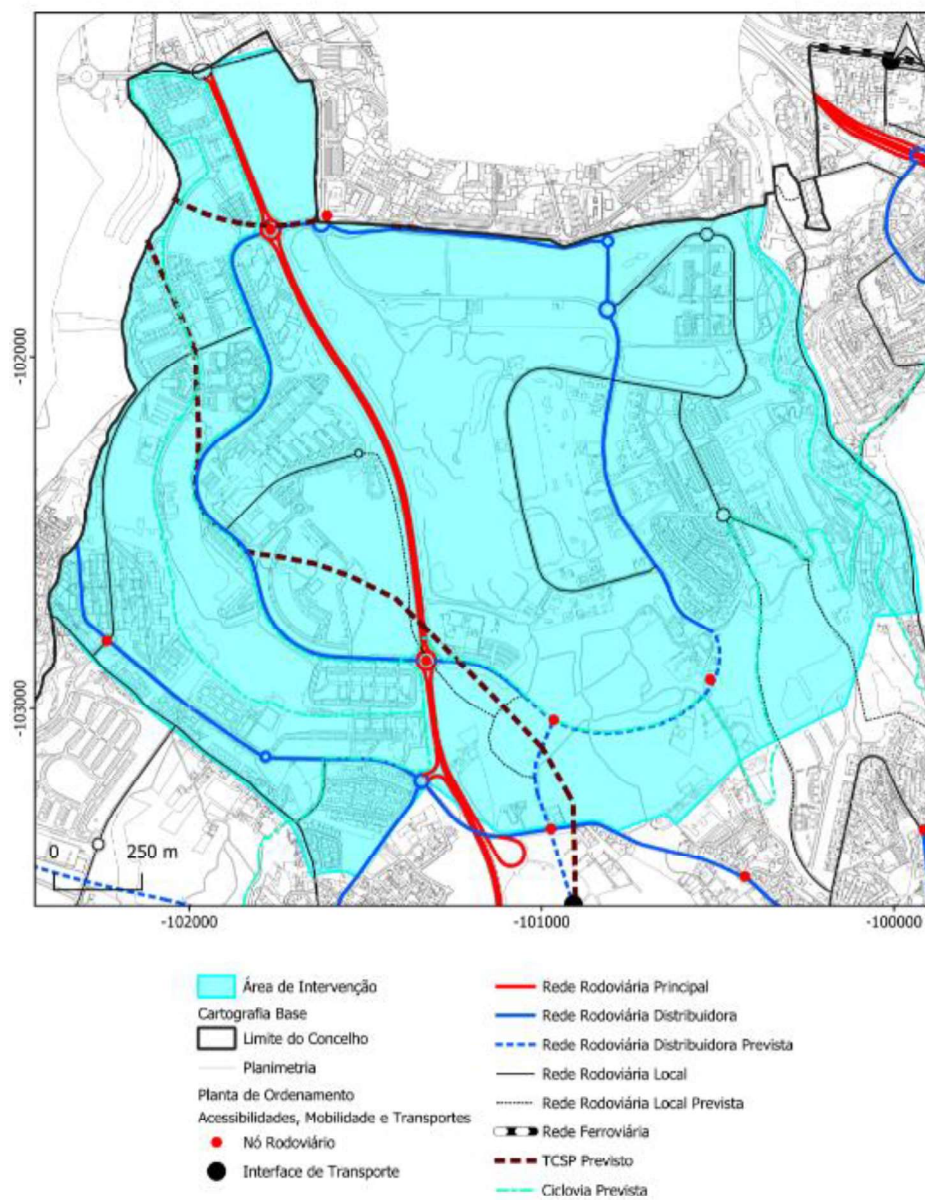 -102000
-103000
0 250 m
-102000 -101000 -100000
Área de Intervenção
Cartografia Base
Limite do Concelho
Planimetria
Planta de Ordenamento
Acessibilidades, Mobilidade e Transportes
Nó Rodoviário
Interface de Transporte
Rede Rodoviária Principal
Rede Rodoviária Distribuidora
Rede Rodoviária Distribuidora Prevista
Rede Rodoviária Local
Rede Rodoviária Local Prevista
Rede Ferroviária
TCSP Previsto
Ciclovia Prevista